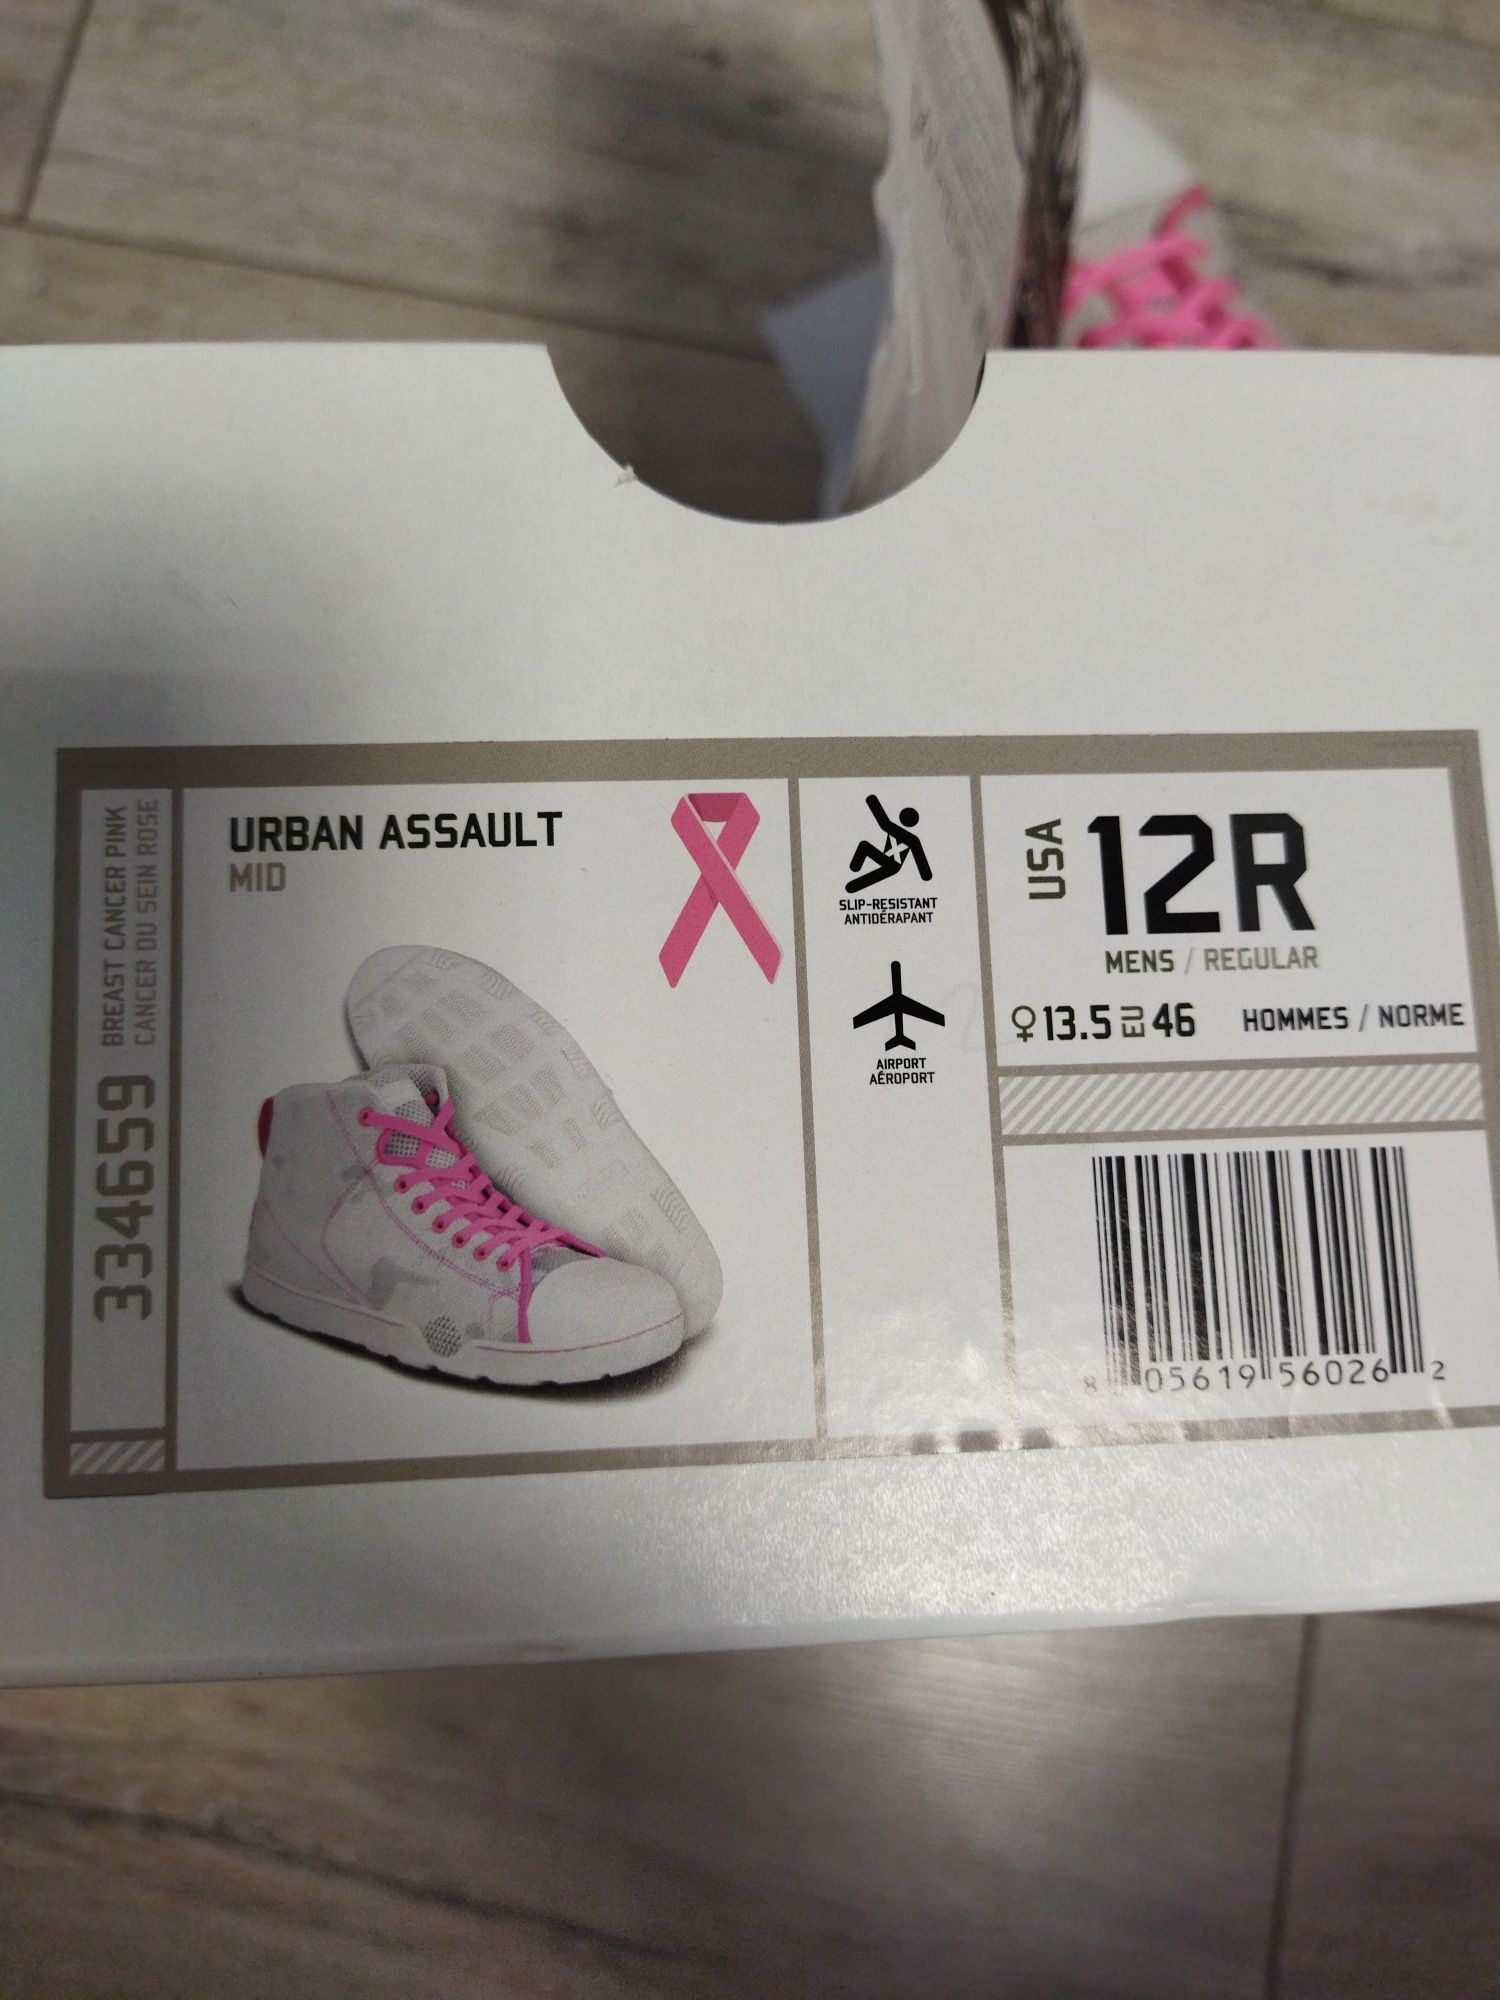 334659
BREAST CANCER PINK
CANCER DU SEIN ROSE
URBAN ASSAULT
MID
SLIP-RESISTANT
ANTIDÉRAPANT
AIRPORT
AÉROPORT
USA 12R
MENS / REGULAR
♀13.5 EU 46 HOMMES / NORME
8 05619 56026 2